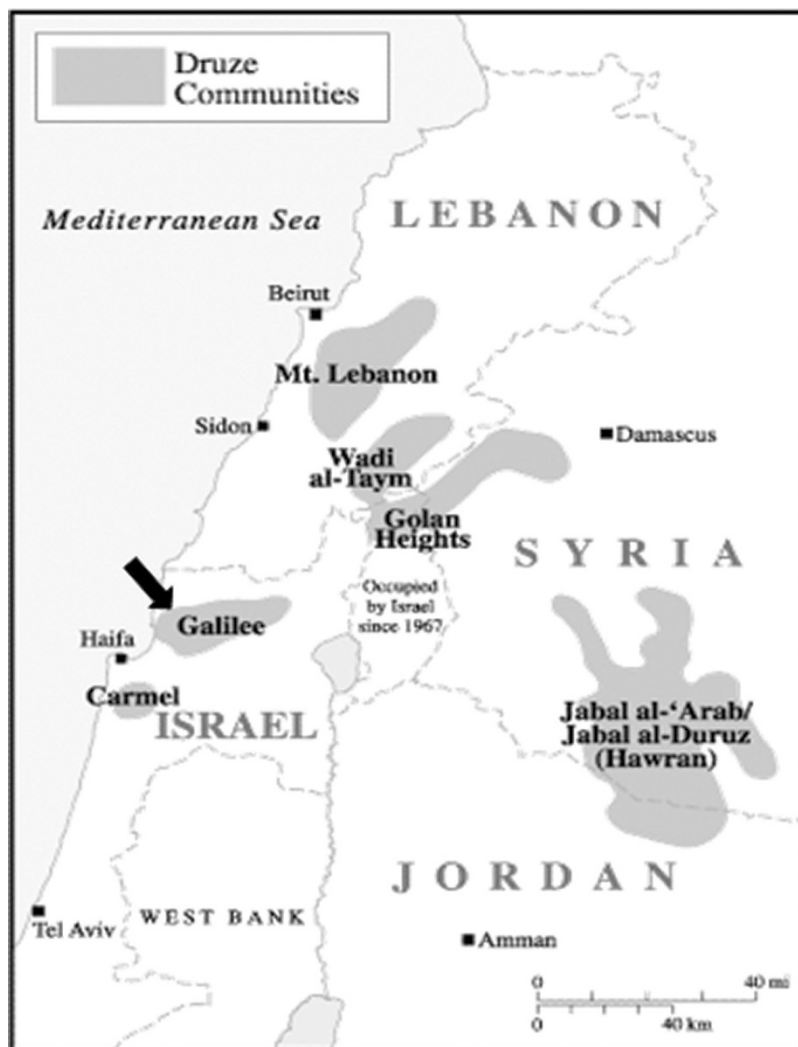 Druze
Communities
Mediterranean Sea
LEBANON
Beirut
Mt. Lebanon
Sidon
Damascus
Wadi
al-Taym
Golan
Heights
SYRIA
Occupied
by Israel
since 1967
Galilee
Haifa
Carmel
ISRAEL
Jabal al-‘Arab/
Jabal al-Duruz
(Hawran)
JORDAN
WEST BANK
Tel Aviv
Amman
0 40 mi
0 40 km